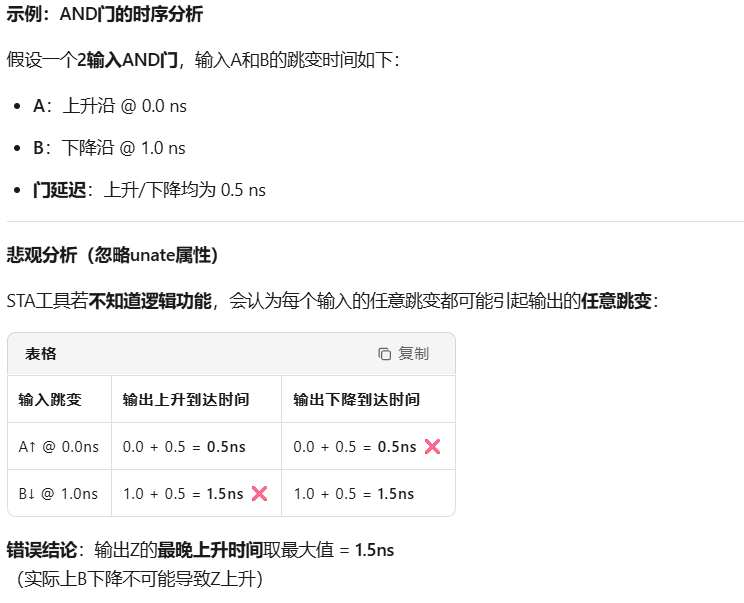 示例：AND门的时序分析
假设一个2输入AND门，输入A和B的跳变时间如下：
• A：上升沿 @ 0.0 ns
• B：下降沿 @ 1.0 ns
• 门延迟：上升/下降均为 0.5 ns
悲观分析（忽略unate属性）
STA工具若不知道逻辑功能，会认为每个输入的任意跳变都可能引起输出的任意跳变：
表格 复制
输入跳变 输出上升到达时间 输出下降到达时间
A↑ @ 0.0ns 0.0 + 0.5 = 0.5ns 0.0 + 0.5 = 0.5ns ❌
B↓ @ 1.0ns 1.0 + 0.5 = 1.5ns ❌ 1.0 + 0.5 = 1.5ns
错误结论：输出Z的最晚上升时间取最大值 = 1.5ns
（实际上B下降不可能导致Z上升）